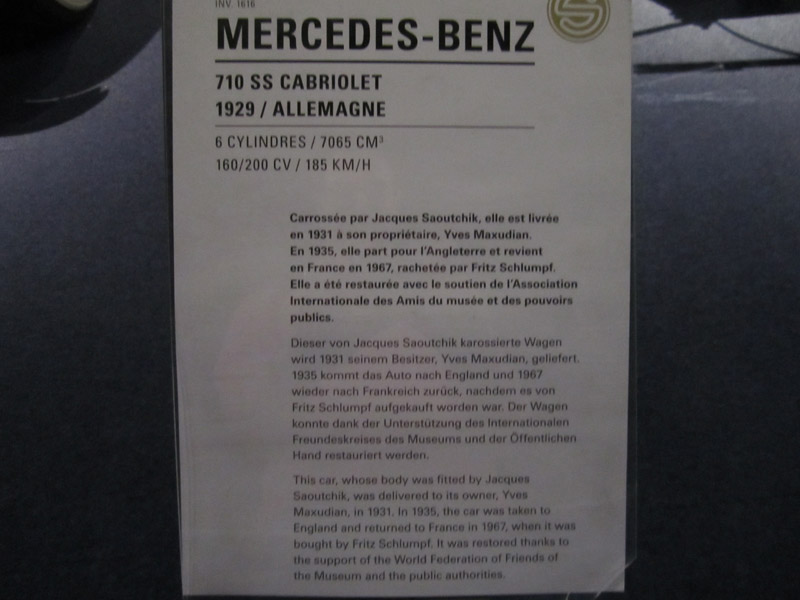 INV. 1616
MERCEDES-BENZ
710 SS CABRIOLET
1929 / ALLEMAGNE
6 CYLINDRES / 7065 CM³
160/200 CV / 185 KM/H
Carrossée par Jacques Saoutchik, elle est livrée
en 1931 à son propriétaire, Yves Maxudian.
En 1935, elle part pour l'Angleterre et revient
en France en 1967, rachetée par Fritz Schlumpf.
Elle a été restaurée avec le soutien de l'Association
Internationale des Amis du musée et des pouvoirs
publics.
Dieser von Jacques Saoutchik karossierte Wagen
wird 1931 seinem Besitzer, Yves Maxudian, geliefert.
1935 kommt das Auto nach England und 1967
wieder nach Frankreich zurück, nachdem es von
Fritz Schlumpf aufgekauft worden war. Der Wagen
konnte dank der Unterstützung des Internationalen
Freundeskreises des Museums und der Öffentlichen
Hand restauriert werden.
This car, whose body was fitted by Jacques
Saoutchik, was delivered to its owner, Yves
Maxudian, in 1931. In 1935, the car was taken to
England and returned to France in 1967, when it was
bought by Fritz Schlumpf. It was restored thanks to
the support of the World Federation of Friends of
the Museum and the public authorities.